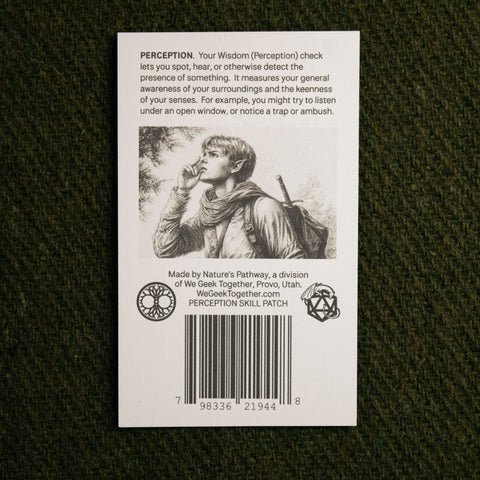 PERCEPTION. Your Wisdom (Perception) check
lets you spot, hear, or otherwise detect the
presence of something. It measures your general
awareness of your surroundings and the keenness
of your senses. For example, you might try to listen
under an open window, or notice a trap or ambush.
Made by Nature's Pathway, a division
of We Geek Together, Provo, Utah.
WeGeekTogether.com
PERCEPTION SKILL PATCH
7 98336 21944 8